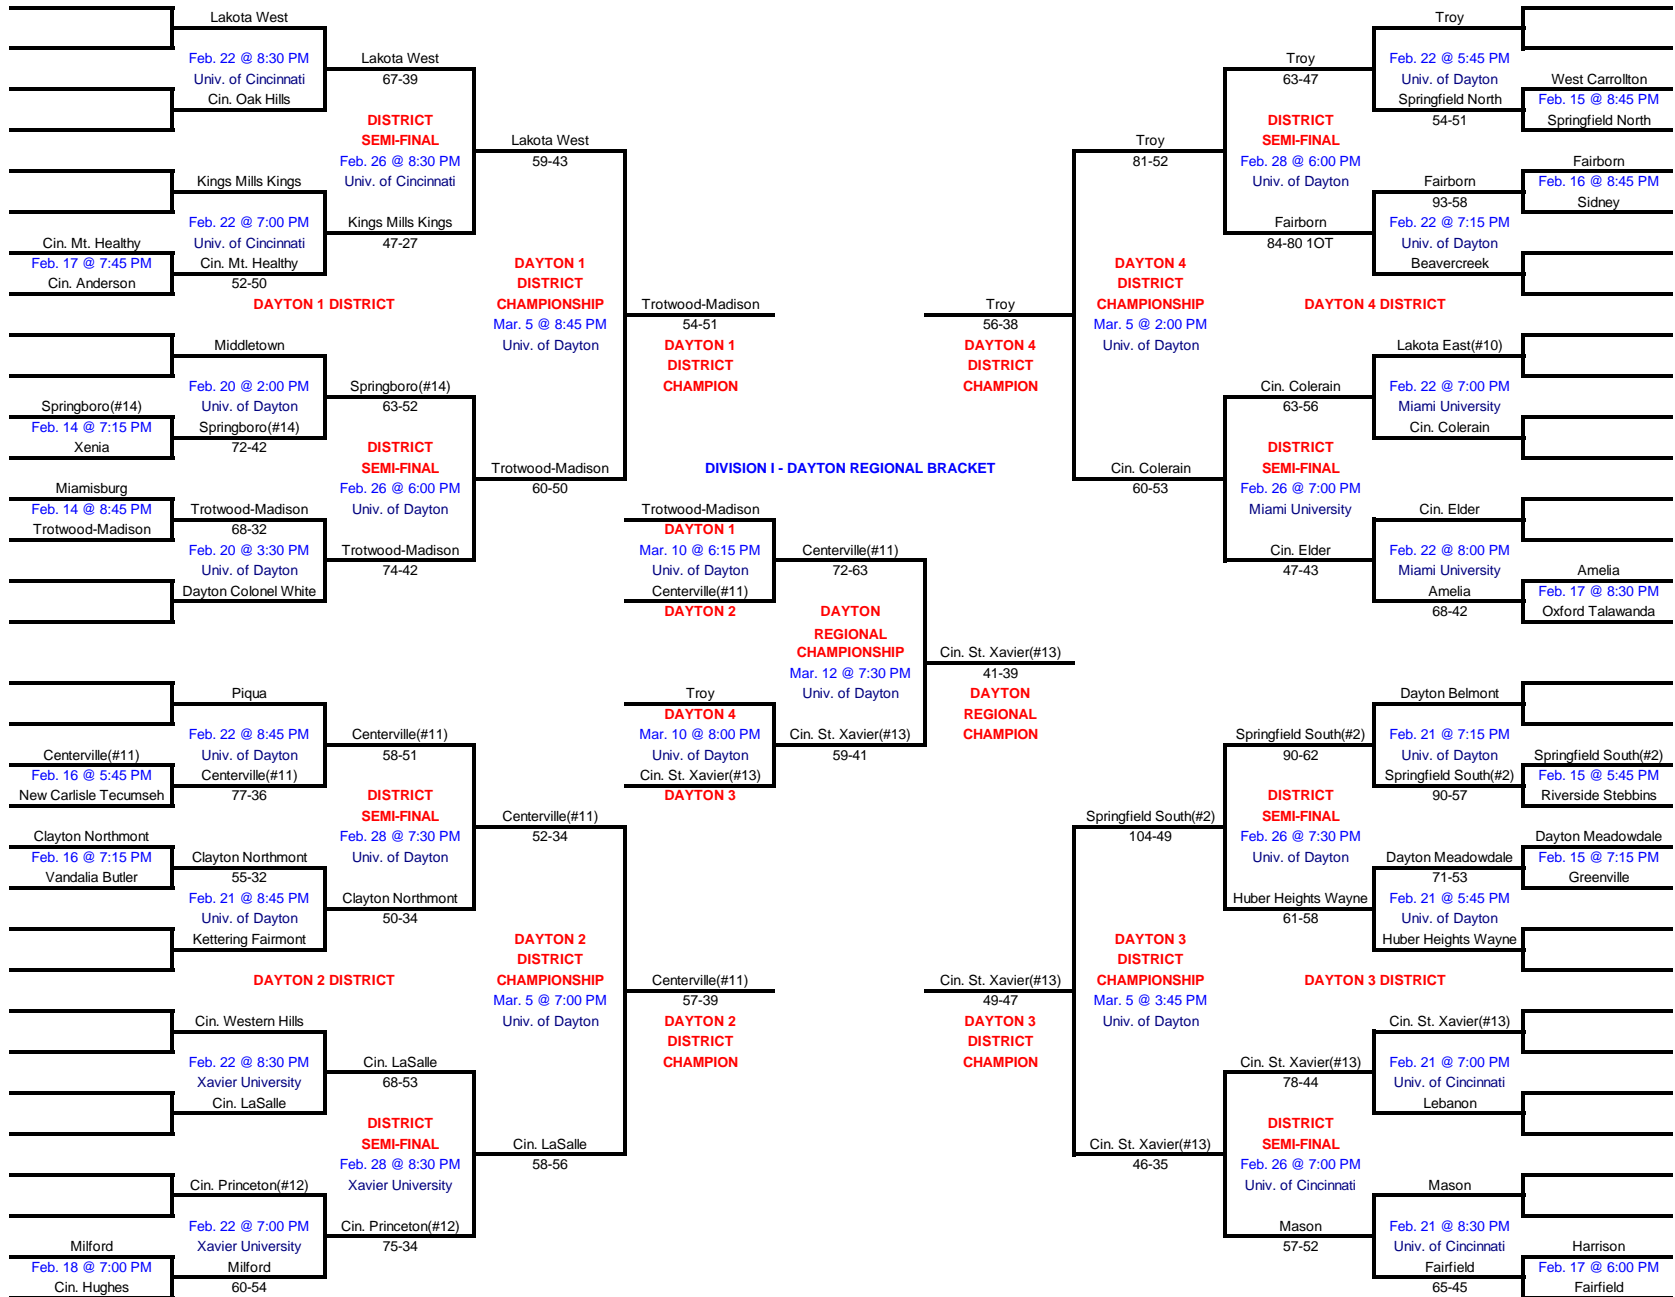 Lakota West
Feb. 22 @ 8:30 PM
Univ. of Cincinnati
Cin. Oak Hills
Lakota West
67-39
DISTRICT
SEMI-FINAL
Feb. 26 @ 8:30 PM
Univ. of Cincinnati
Kings Mills Kings
Feb. 22 @ 7:00 PM
Univ. of Cincinnati
Cin. Mt. Healthy
52-50
Cin. Mt. Healthy
Feb. 17 @ 7:45 PM
Cin. Anderson
Kings Mills Kings
47-27
Lakota West
59-43
DAYTON 1 DISTRICT
DAYTON 1
DISTRICT
CHAMPIONSHIP
Mar. 5 @ 8:45 PM
Univ. of Dayton
Trotwood-Madison
54-51
DAYTON 1
DISTRICT
CHAMPION
Middletown
Feb. 20 @ 2:00 PM
Univ. of Dayton
Springboro(#14)
72-42
Springboro(#14)
Feb. 14 @ 7:15 PM
Xenia
Springboro(#14)
63-52
DISTRICT
SEMI-FINAL
Feb. 26 @ 6:00 PM
Univ. of Dayton
Trotwood-Madison
60-50
Miamisburg
Feb. 14 @ 8:45 PM
Trotwood-Madison
Trotwood-Madison
68-32
Feb. 20 @ 3:30 PM
Univ. of Dayton
Dayton Colonel White
Trotwood-Madison
74-42
Troy
Feb. 22 @ 5:45 PM
Univ. of Dayton
Springfield North
54-51
West Carrollton
Feb. 15 @ 8:45 PM
Springfield North
Troy
63-47
DISTRICT
SEMI-FINAL
Feb. 28 @ 6:00 PM
Univ. of Dayton
Troy
81-52
Fairborn
Feb. 16 @ 8:45 PM
Sidney
Fairborn
93-58
Feb. 22 @ 7:15 PM
Univ. of Dayton
Beavercreek
Fairborn
84-80 1OT
DAYTON 4
DISTRICT
CHAMPIONSHIP
Mar. 5 @ 2:00 PM
Univ. of Dayton
DAYTON 4 DISTRICT
Troy
56-38
DAYTON 4
DISTRICT
CHAMPION
Lakota East(#10)
Feb. 22 @ 7:00 PM
Miami University
Cin. Colerain
Cin. Colerain
63-56
DISTRICT
SEMI-FINAL
Feb. 26 @ 7:00 PM
Miami University
Cin. Colerain
60-53
Cin. Elder
Feb. 22 @ 8:00 PM
Miami University
Amelia
68-42
Amelia
Feb. 17 @ 8:30 PM
Oxford Talawanda
Cin. Elder
47-43
DIVISION I - DAYTON REGIONAL BRACKET
Trotwood-Madison
DAYTON 1
Mar. 10 @ 6:15 PM
Univ. of Dayton
Centerville(#11)
DAYTON 2
Centerville(#11)
72-63
DAYTON
REGIONAL
CHAMPIONSHIP
Mar. 12 @ 7:30 PM
Univ. of Dayton
Cin. St. Xavier(#13)
41-39
DAYTON
REGIONAL
CHAMPION
Troy
DAYTON 4
Mar. 10 @ 8:00 PM
Univ. of Dayton
Cin. St. Xavier(#13)
DAYTON 3
Cin. St. Xavier(#13)
59-41
Piqua
Feb. 22 @ 8:45 PM
Univ. of Dayton
Centerville(#11)
77-36
Centerville(#11)
Feb. 16 @ 5:45 PM
New Carlisle Tecumseh
Centerville(#11)
58-51
DISTRICT
SEMI-FINAL
Feb. 28 @ 7:30 PM
Univ. of Dayton
Centerville(#11)
52-34
Clayton Northmont
Feb. 16 @ 7:15 PM
Vandalia Butler
Clayton Northmont
55-32
Feb. 21 @ 8:45 PM
Univ. of Dayton
Kettering Fairmont
Clayton Northmont
50-34
DAYTON 2 DISTRICT
DAYTON 2
DISTRICT
CHAMPIONSHIP
Mar. 5 @ 7:00 PM
Univ. of Dayton
Centerville(#11)
57-39
DAYTON 2
DISTRICT
CHAMPION
Cin. Western Hills
Feb. 22 @ 8:30 PM
Xavier University
Cin. LaSalle
Cin. LaSalle
68-53
DISTRICT
SEMI-FINAL
Feb. 28 @ 8:30 PM
Xavier University
Cin. LaSalle
58-56
Cin. Princeton(#12)
Feb. 22 @ 7:00 PM
Xavier University
Milford
60-54
Milford
Feb. 18 @ 7:00 PM
Cin. Hughes
Cin. Princeton(#12)
75-34
Dayton Belmont
Feb. 21 @ 7:15 PM
Univ. of Dayton
Springfield South(#2)
90-57
Springfield South(#2)
Feb. 15 @ 5:45 PM
Riverside Stebbins
Springfield South(#2)
90-62
DISTRICT
SEMI-FINAL
Feb. 26 @ 7:30 PM
Univ. of Dayton
Springfield South(#2)
104-49
Dayton Meadowdale
Feb. 15 @ 7:15 PM
Greenville
Dayton Meadowdale
71-53
Feb. 21 @ 5:45 PM
Univ. of Dayton
Huber Heights Wayne
Huber Heights Wayne
61-58
DAYTON 3
DISTRICT
CHAMPIONSHIP
Mar. 5 @ 3:45 PM
Univ. of Dayton
DAYTON 3 DISTRICT
Cin. St. Xavier(#13)
49-47
DAYTON 3
DISTRICT
CHAMPION
Cin. St. Xavier(#13)
Feb. 21 @ 7:00 PM
Univ. of Cincinnati
Lebanon
Cin. St. Xavier(#13)
78-44
DISTRICT
SEMI-FINAL
Feb. 26 @ 7:00 PM
Univ. of Cincinnati
Cin. St. Xavier(#13)
46-35
Mason
Feb. 21 @ 8:30 PM
Univ. of Cincinnati
Fairfield
65-45
Harrison
Feb. 17 @ 6:00 PM
Fairfield
Mason
57-52